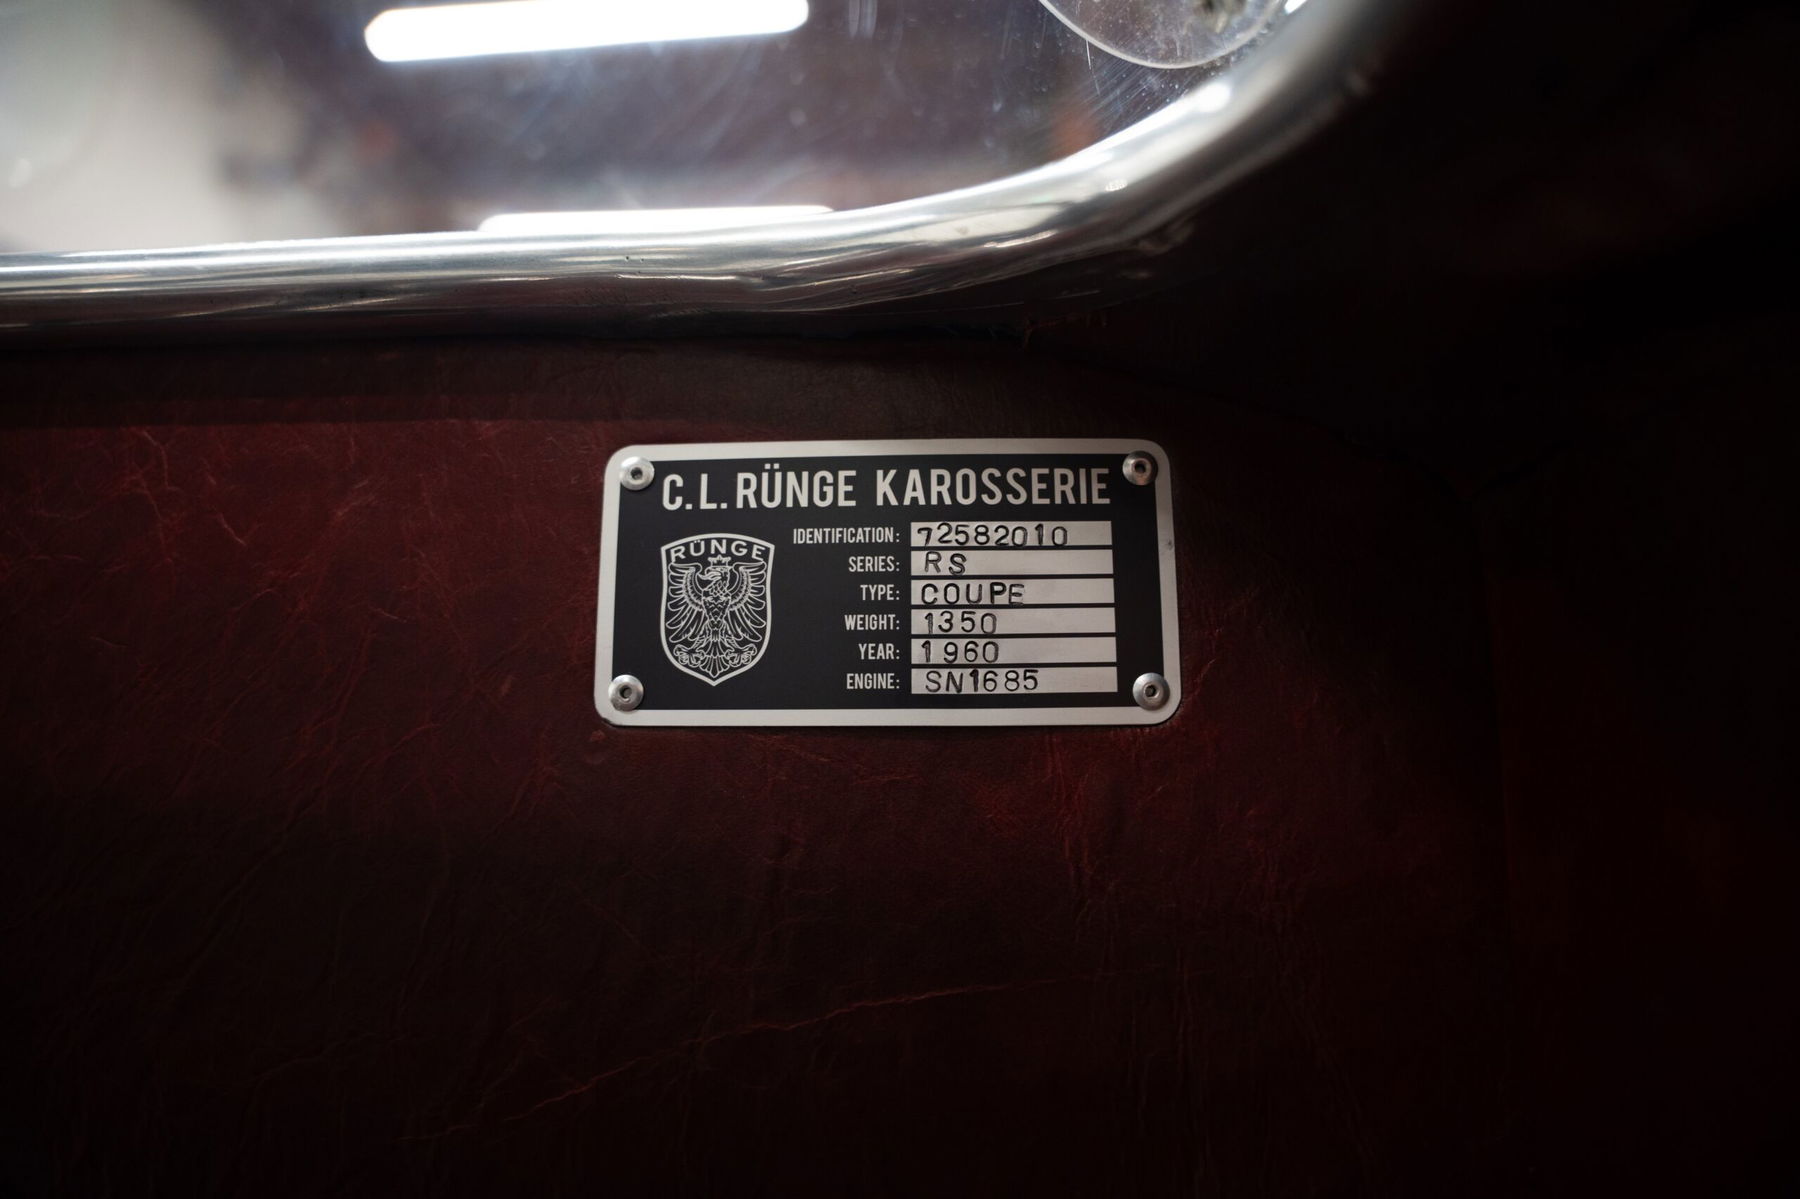 C.L. RÜNGE KAROSSERIE
RÜNGE
IDENTIFICATION: 72582010
SERIES: RS
TYPE: COUPE
WEIGHT: 1350
YEAR: 1960
ENGINE: SN1685